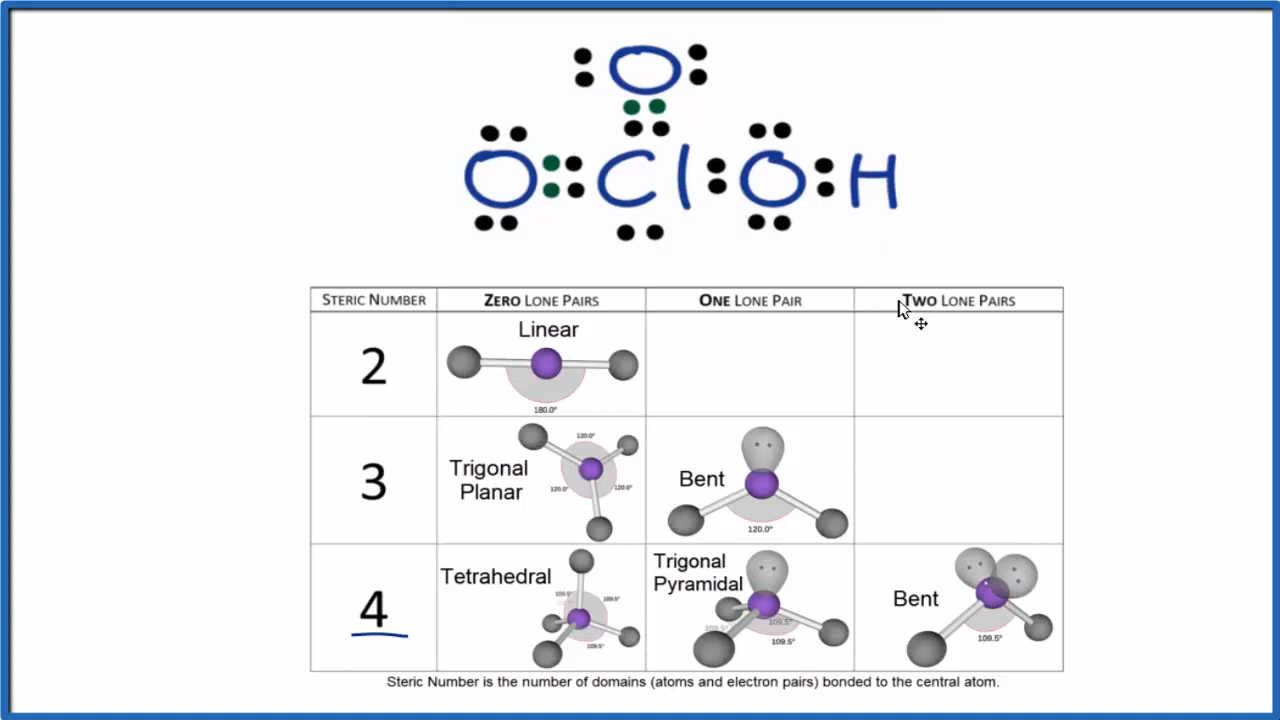 O
O Cl O H
STERIC NUMBER ZERO LONE PAIRS ONE LONE PAIR TWO LONE PAIRS
2
Linear
180.0°
3
Trigonal
Planar
120.0°
120.0°
120.0°
Bent
120.0°
4
Tetrahedral
109.5°
109.5°
109.5°
Trigonal
Pyramidal
109.5°
109.5°
109.5°
Bent
109.5°
Steric Number is the number of domains (atoms and electron pairs) bonded to the central atom.